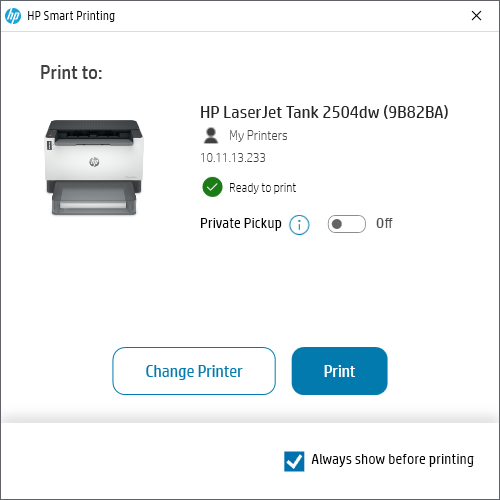 hp HP Smart Printing
Print to:
HP LaserJet Tank 2504dw (9B82BA)
My Printers
10.11.13.233
Ready to print
Private Pickup i Off
Change Printer Print
Always show before printing